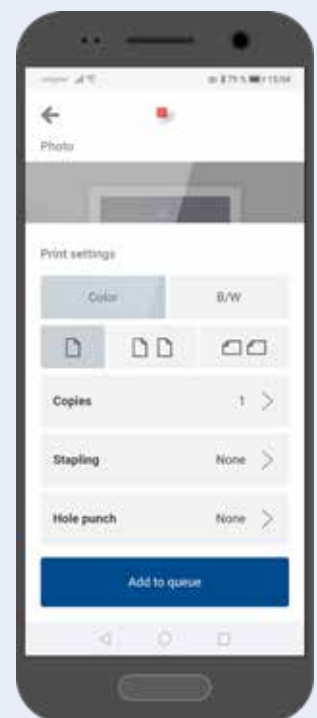 Photo
Print settings
Color B/W
Copies 1
Stapling None
Hole punch None
Add to queue